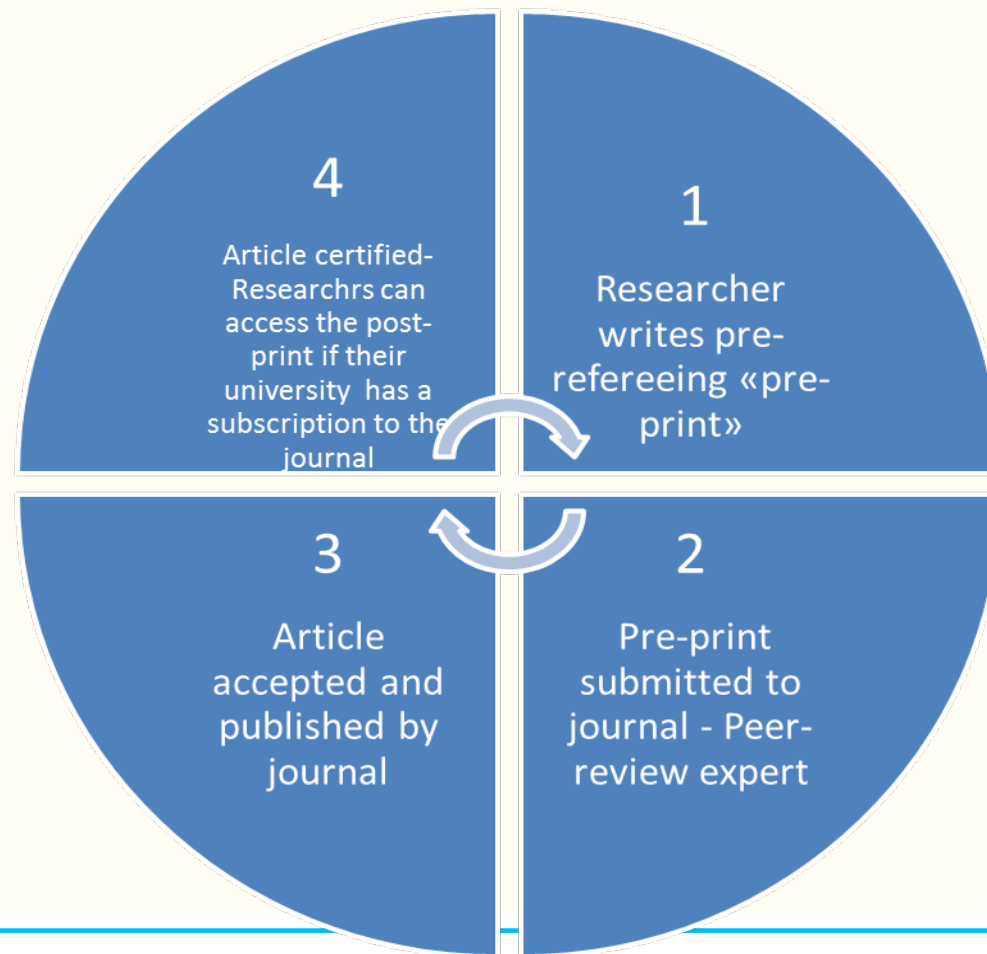 1
Researcher
writes pre-
refereeing «pre-
print»
2
Pre-print
submitted to
journal - Peer-
review expert
3
Article
accepted and
published by
journal
4
Article certified-
Researchrs can
access the post-
print if their
university  has a
subscription to the
journal